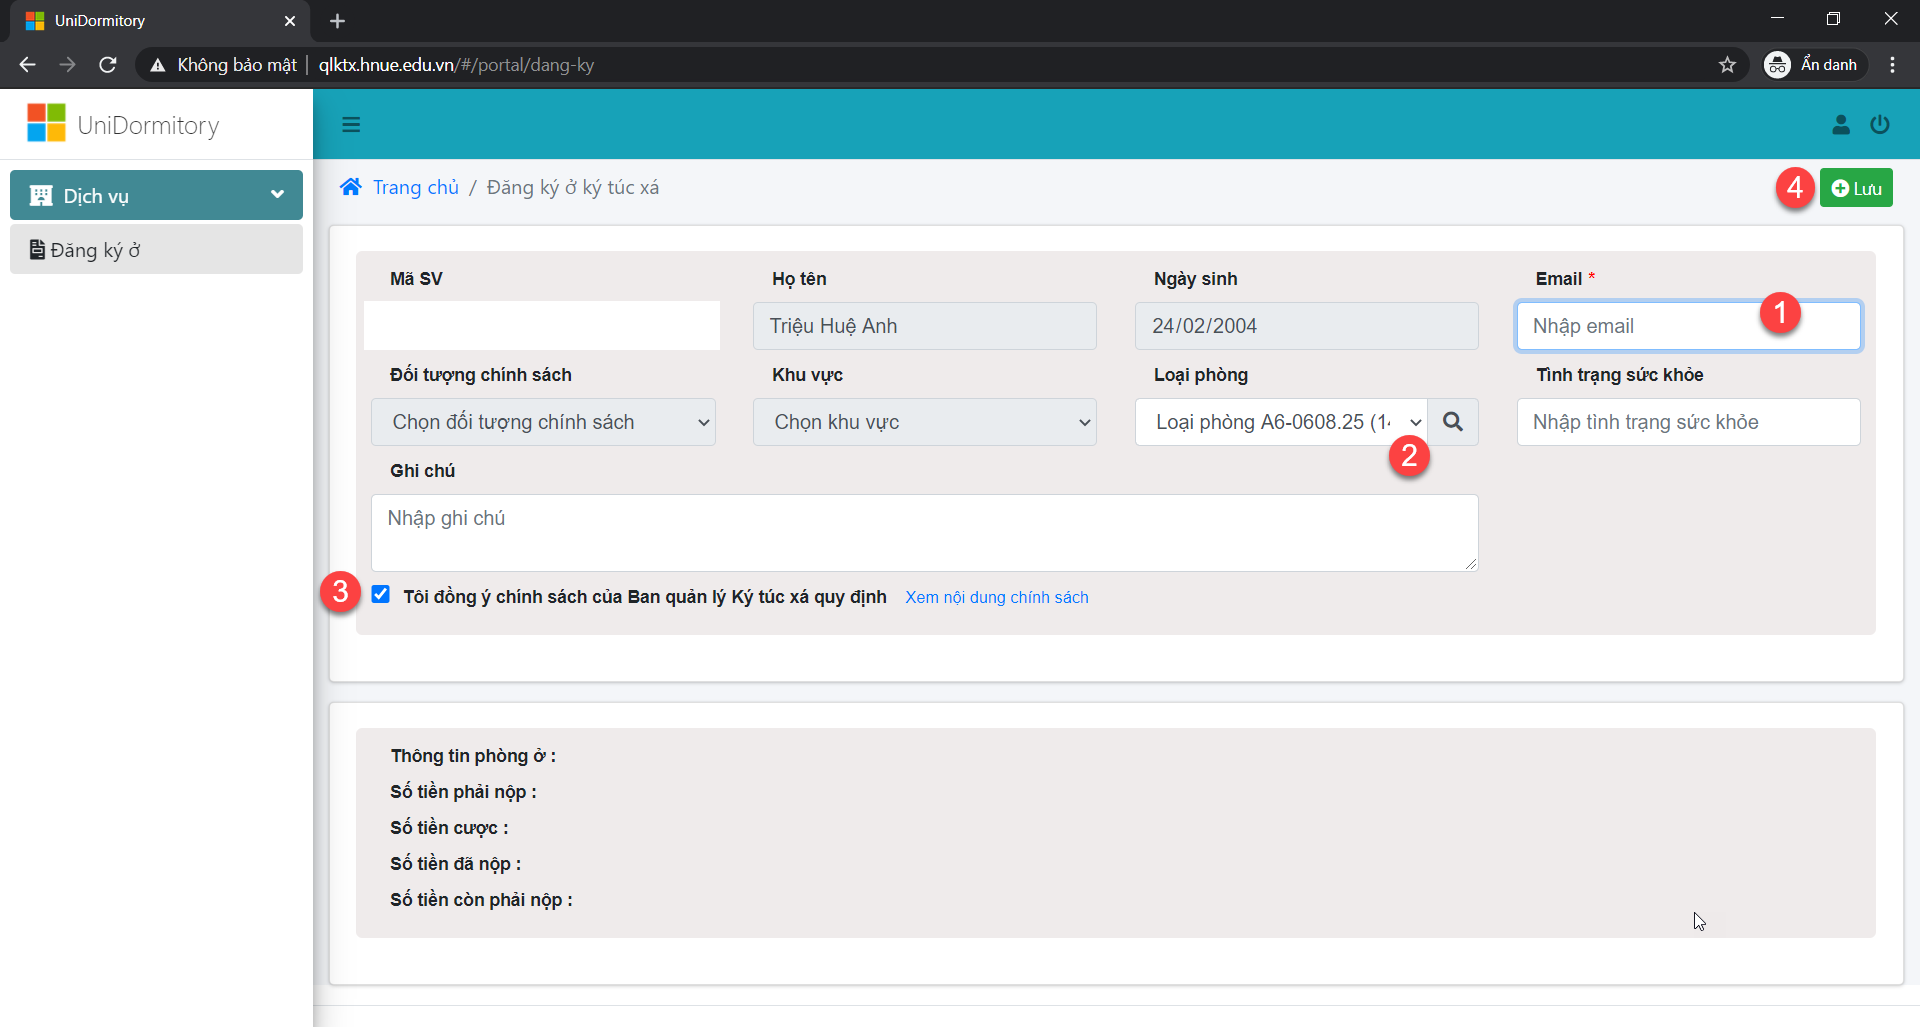 UniDormitory
Không bảo mật | qlktx.hnue.edu.vn/#/portal/dang-ky
Ẩn danh
UniDormitory
Dịch vụ
Đăng ký ở
Trang chủ / Đăng ký ở ký túc xá
4 Lưu
Mã SV Họ tên Ngày sinh Email *
Triệu Huệ Anh 24/02/2004 Nhập email 1
Đối tượng chính sách Khu vực Loại phòng Tình trạng sức khỏe
Chọn đối tượng chính sách Chọn khu vực Loại phòng A6-0608.25 (1 Nhập tình trạng sức khỏe
2
Ghi chú
Nhập ghi chú
3 Tôi đồng ý chính sách của Ban quản lý Ký túc xá quy định Xem nội dung chính sách
Thông tin phòng ở :
Số tiền phải nộp :
Số tiền cược :
Số tiền đã nộp :
Số tiền còn phải nộp :